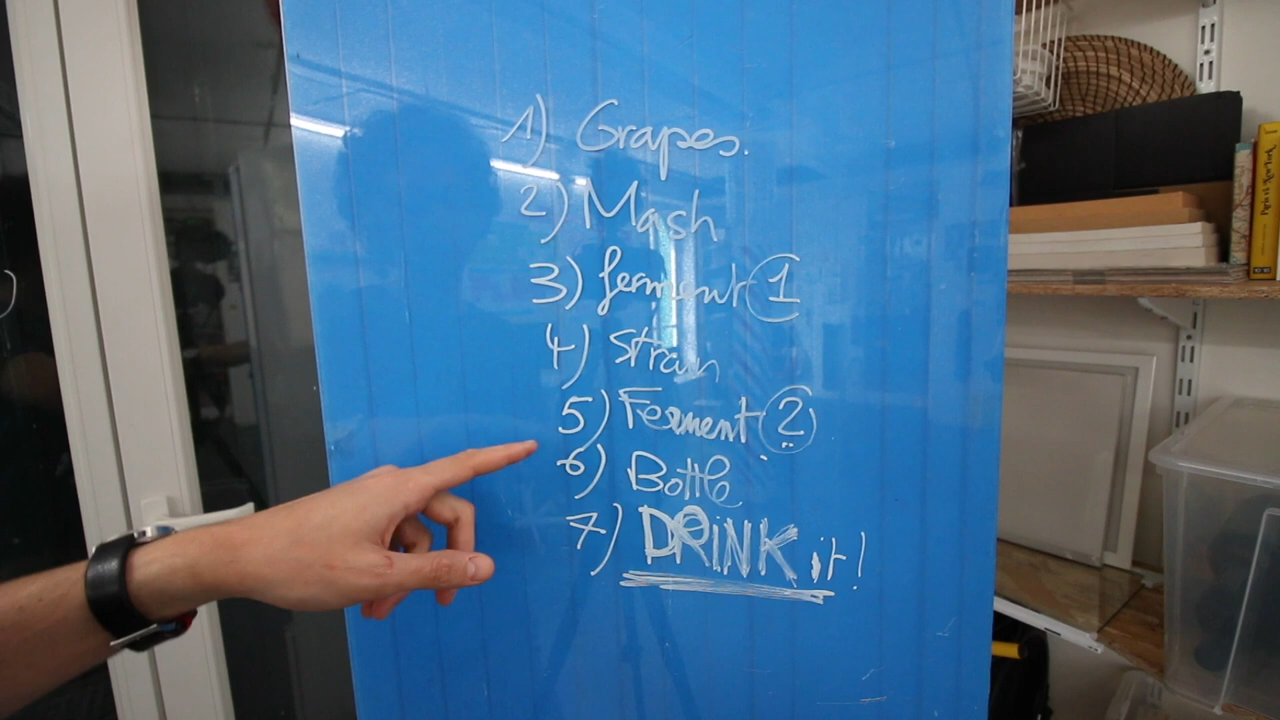 1) Grapes.
2) Mash
3) ferment 1
4) Strain
5) Ferment 2
6) Bottle
7) DRiNK it!